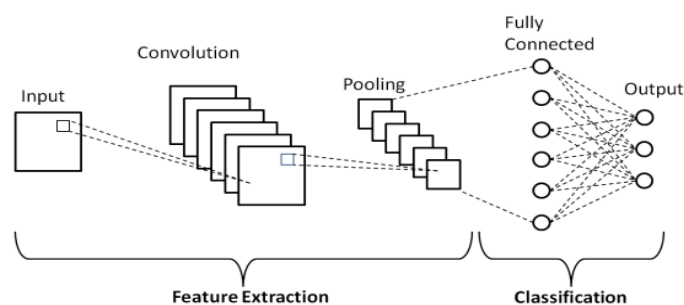 Input
Convolution
Pooling
Fully
Connected
Output
Feature Extraction
Classification